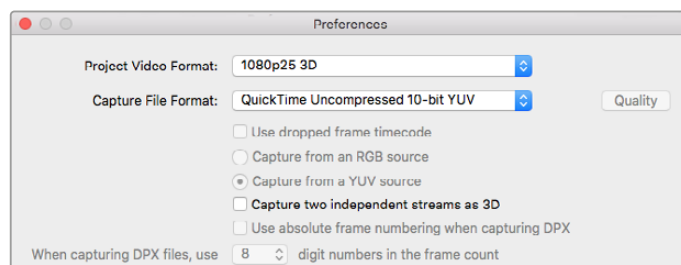 Preferences
Project Video Format: 1080p25 3D
Capture File Format: QuickTime Uncompressed 10-bit YUV Quality
Use dropped frame timecode
Capture from an RGB source
Capture from a YUV source
Capture two independent streams as 3D
Use absolute frame numbering when capturing DPX
When capturing DPX files, use 8 digit numbers in the frame count